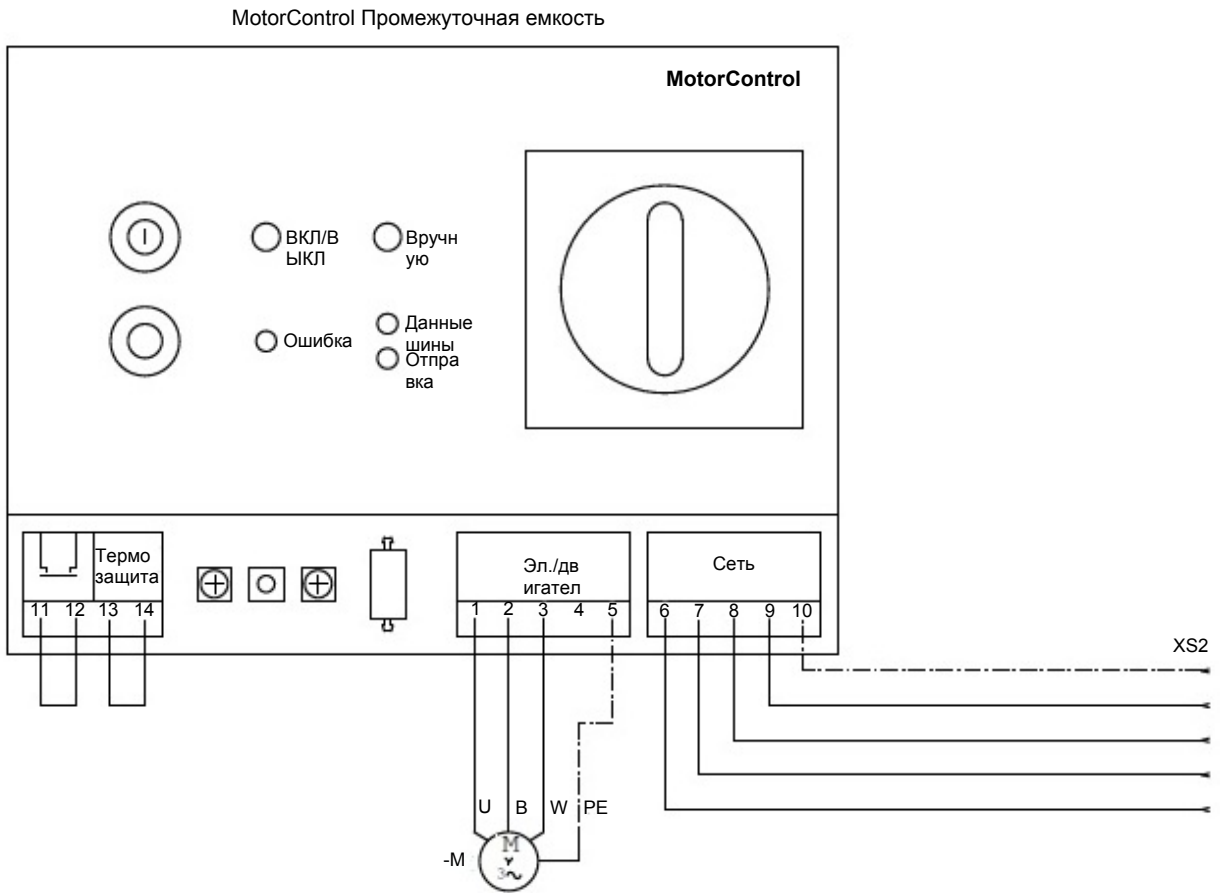 MotorControl Промежуточная емкость
MotorControl
ВКЛ/В
ЫКЛ
Вручн
ую
Ошибка
Данные
шины
Отпра
вка
Термо
защита
Эл./дв
игател
Сеть
11 12 13 14
1 2 3 4 5
6 7 8 9 10
XS2
U B W PE
-M
M
Y
3~